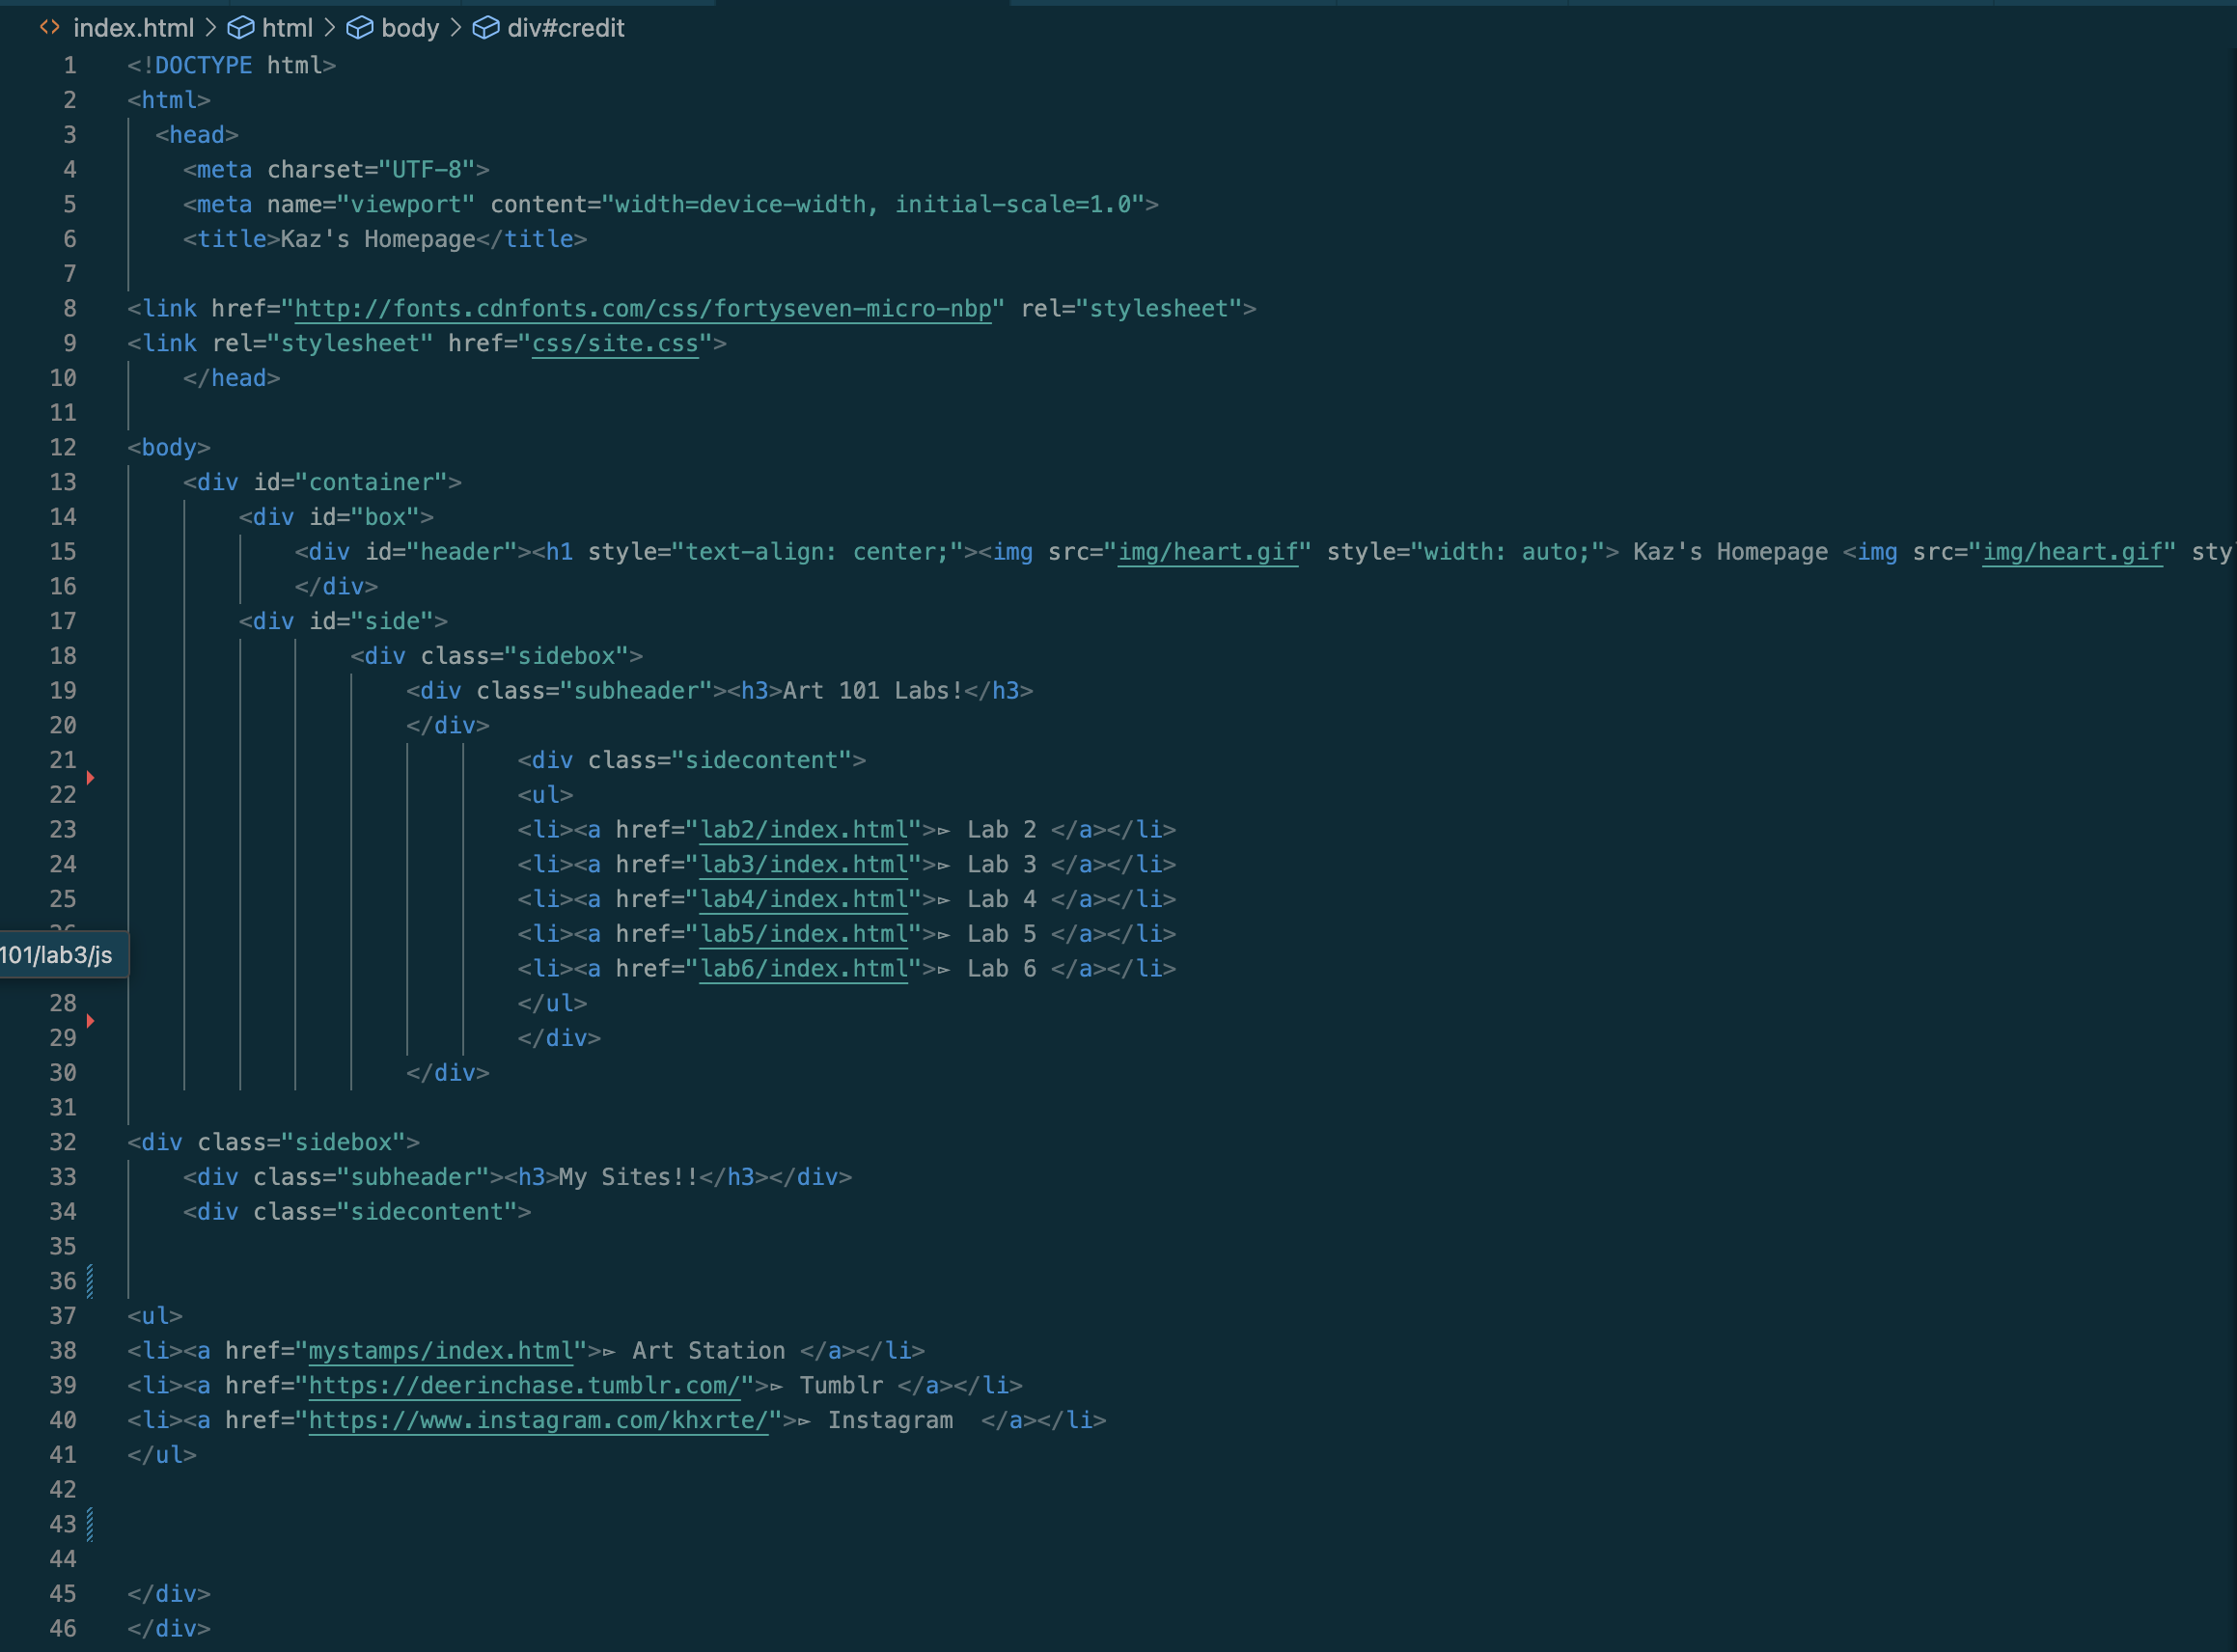 index.html > html > body > div#credit
1 <!DOCTYPE html>
2 <html>
3 <head>
4 <meta charset="UTF-8">
5 <meta name="viewport" content="width=device-width, initial-scale=1.0">
6 <title>Kaz's Homepage</title>
7
8 <link href="http://fonts.cdnfonts.com/css/fortyseven-micro-nbp" rel="stylesheet">
9 <link rel="stylesheet" href="css/site.css">
10 </head>
11
12 <body>
13 <div id="container">
14 <div id="box">
15 <div id="header"><h1 style="text-align: center;"><img src="img/heart.gif" style="width: auto;"> Kaz's Homepage <img src="img/heart.gif" sty
16 </div>
17 <div id="side">
18 <div class="sidebox">
19 <div class="subheader"><h3>Art 101 Labs!</h3>
20 </div>
21 <div class="sidecontent">
22 <ul>
23 <li><a href="lab2/index.html">▻ Lab 2 </a></li>
24 <li><a href="lab3/index.html">▻ Lab 3 </a></li>
25 <li><a href="lab4/index.html">▻ Lab 4 </a></li>
<li><a href="lab5/index.html">▻ Lab 5 </a></li>
101/lab3/js
<li><a href="lab6/index.html">▻ Lab 6 </a></li>
28 </ul>
29 </div>
30 </div>
31
32 <div class="sidebox">
33 <div class="subheader"><h3>My Sites!!</h3></div>
34 <div class="sidecontent">
35
36
37 <ul>
38 <li><a href="mystamps/index.html">▻ Art Station </a></li>
39 <li><a href="https://deerinchase.tumblr.com/">▻ Tumblr </a></li>
40 <li><a href="https://www.instagram.com/khxrte/">▻ Instagram  </a></li>
41 </ul>
42
43
44
45 </div>
46 </div>